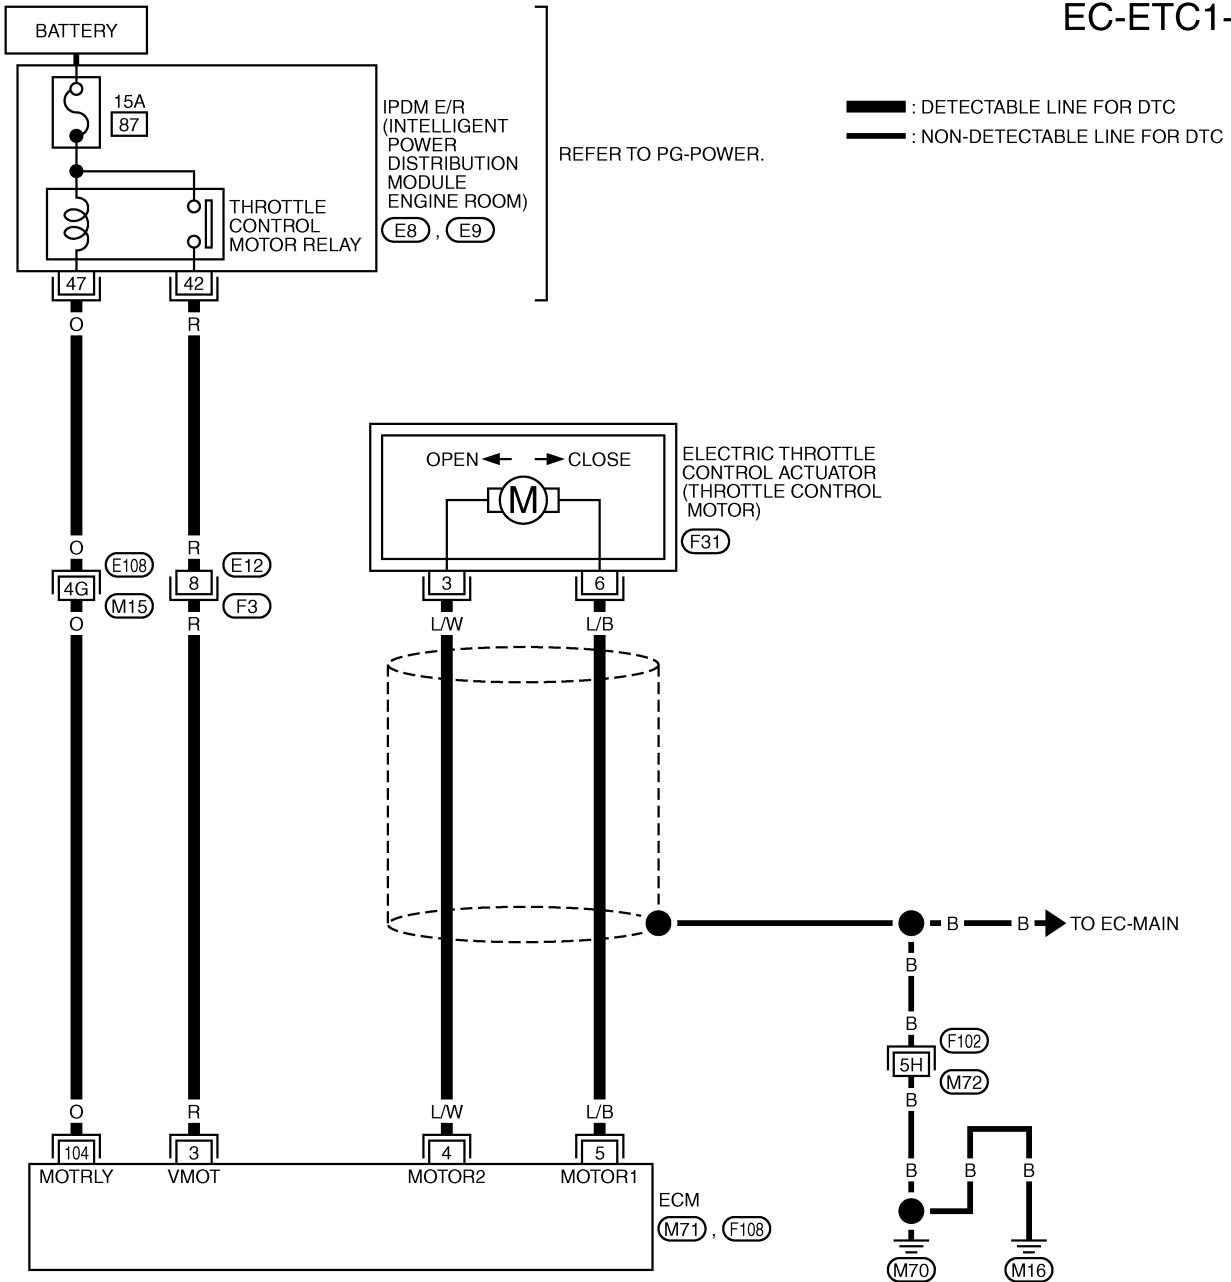 EC-ETC1-
BATTERY
15A
87
IPDM E/R
(INTELLIGENT
POWER
DISTRIBUTION
MODULE
ENGINE ROOM)
E8 , E9
REFER TO PG-POWER.
: DETECTABLE LINE FOR DTC
: NON-DETECTABLE LINE FOR DTC
THROTTLE
CONTROL
MOTOR RELAY
47 42
O R
OPEN CLOSE
M
ELECTRIC THROTTLE
CONTROL ACTUATOR
(THROTTLE CONTROL
MOTOR)
F31
O R
E108 E12
4G 8
M15 F3
3 6
O R L/W L/B
B B TO EC-MAIN
B
B
F102
5H
M72
B
O R L/W L/B
104 3 4 5
MOTRLY VMOT MOTOR2 MOTOR1
B B B
ECM
M71 , F108
M70 M16